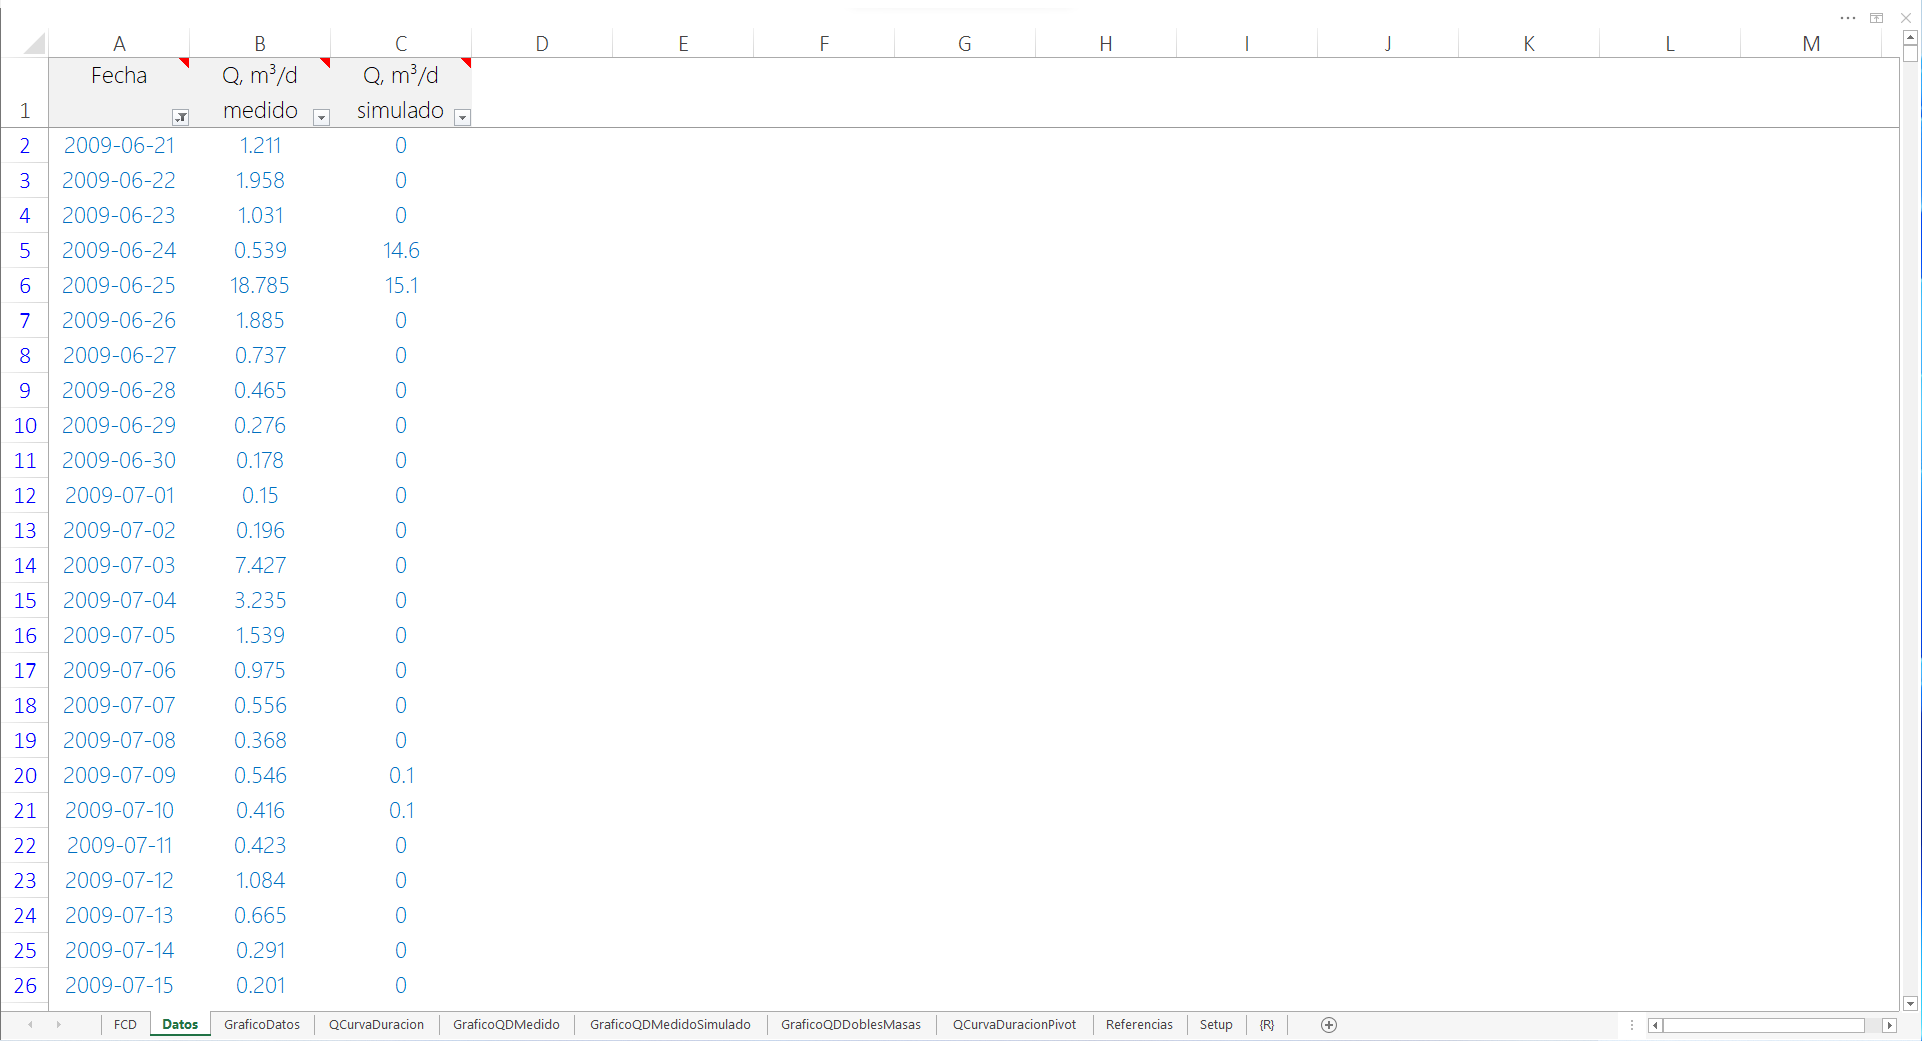 A B C D E F G H I J K L M
1 Fecha Q, m³/d medido Q, m³/d simulado
2 2009-06-21 1.211 0
3 2009-06-22 1.958 0
4 2009-06-23 1.031 0
5 2009-06-24 0.539 14.6
6 2009-06-25 18.785 15.1
7 2009-06-26 1.885 0
8 2009-06-27 0.737 0
9 2009-06-28 0.465 0
10 2009-06-29 0.276 0
11 2009-06-30 0.178 0
12 2009-07-01 0.15 0
13 2009-07-02 0.196 0
14 2009-07-03 7.427 0
15 2009-07-04 3.235 0
16 2009-07-05 1.539 0
17 2009-07-06 0.975 0
18 2009-07-07 0.556 0
19 2009-07-08 0.368 0
20 2009-07-09 0.546 0.1
21 2009-07-10 0.416 0.1
22 2009-07-11 0.423 0
23 2009-07-12 1.084 0
24 2009-07-13 0.665 0
25 2009-07-14 0.291 0
26 2009-07-15 0.201 0
FCD Datos GraficoDatos QCurvaDuracion GraficoQDMedido GraficoQDMedidoSimulado GraficoQDDoblesMasas QCurvaDuracionPivot Referencias Setup {R}